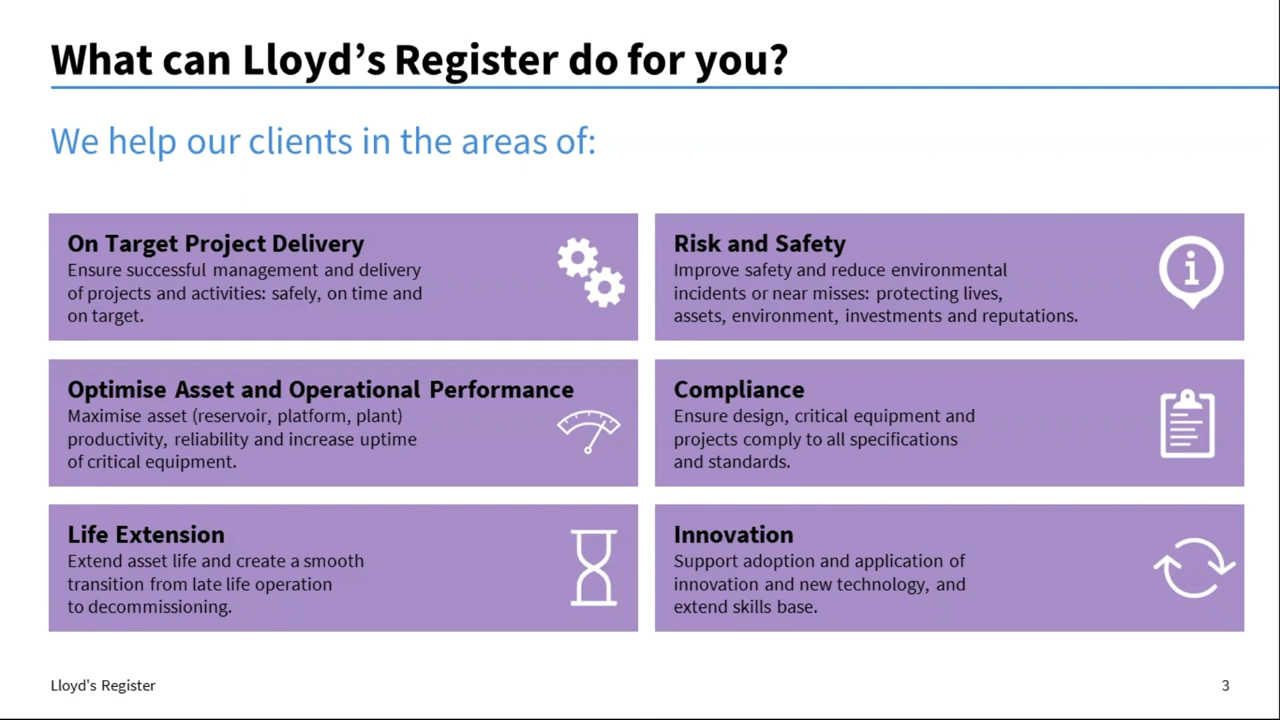 What can Lloyd’s Register do for you?
We help our clients in the areas of:
On Target Project Delivery
Ensure successful management and delivery
of projects and activities: safely, on time and
on target.
Risk and Safety
Improve safety and reduce environmental
incidents or near misses: protecting lives,
assets, environment, investments and reputations.
Optimise Asset and Operational Performance
Maximise asset (reservoir, platform, plant)
productivity, reliability and increase uptime
of critical equipment.
Compliance
Ensure design, critical equipment and
projects comply to all specifications
and standards.
Life Extension
Extend asset life and create a smooth
transition from late life operation
to decommissioning.
Innovation
Support adoption and application of
innovation and new technology, and
extend skills base.
Lloyd's Register
3